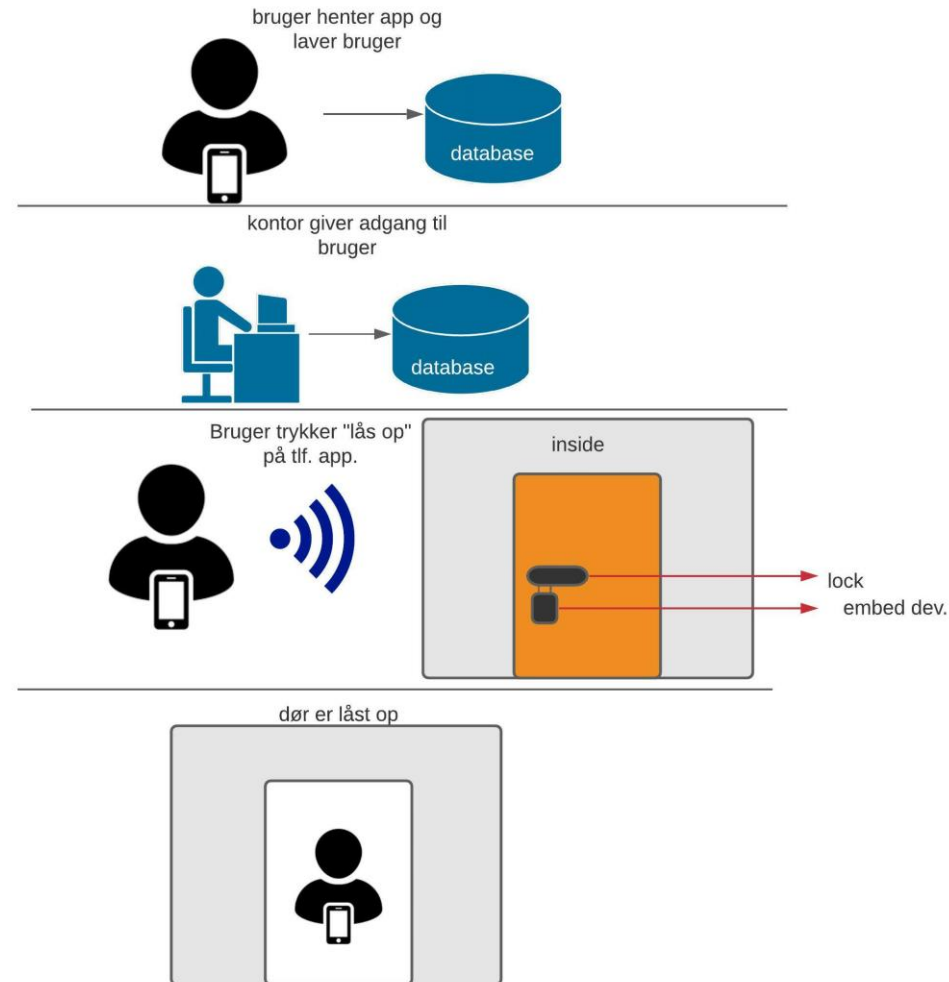 bruger henter app og
laver bruger
database
kontor giver adgang til
bruger
database
Bruger trykker "lås op"
på tlf. app.
inside
lock
embed dev.
dør er låst op